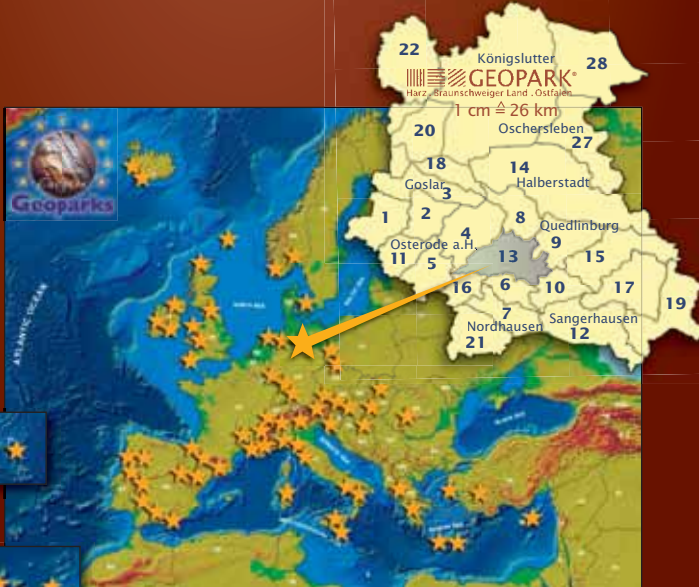 22
Königslutter
28
GEOPARK®
Harz . Braunschweiger Land . Ostfalen
1 cm ≙ 26 km
20
Oschersleben
27
18
14
Goslar
Halberstadt
3
1
2
8
Quedlinburg
4
9
Osterode a.H.
11
5
13
15
16
6
10
17
19
7
Sangerhausen
Nordhausen
12
21
Geoparks
ATLANTIC OCEAN